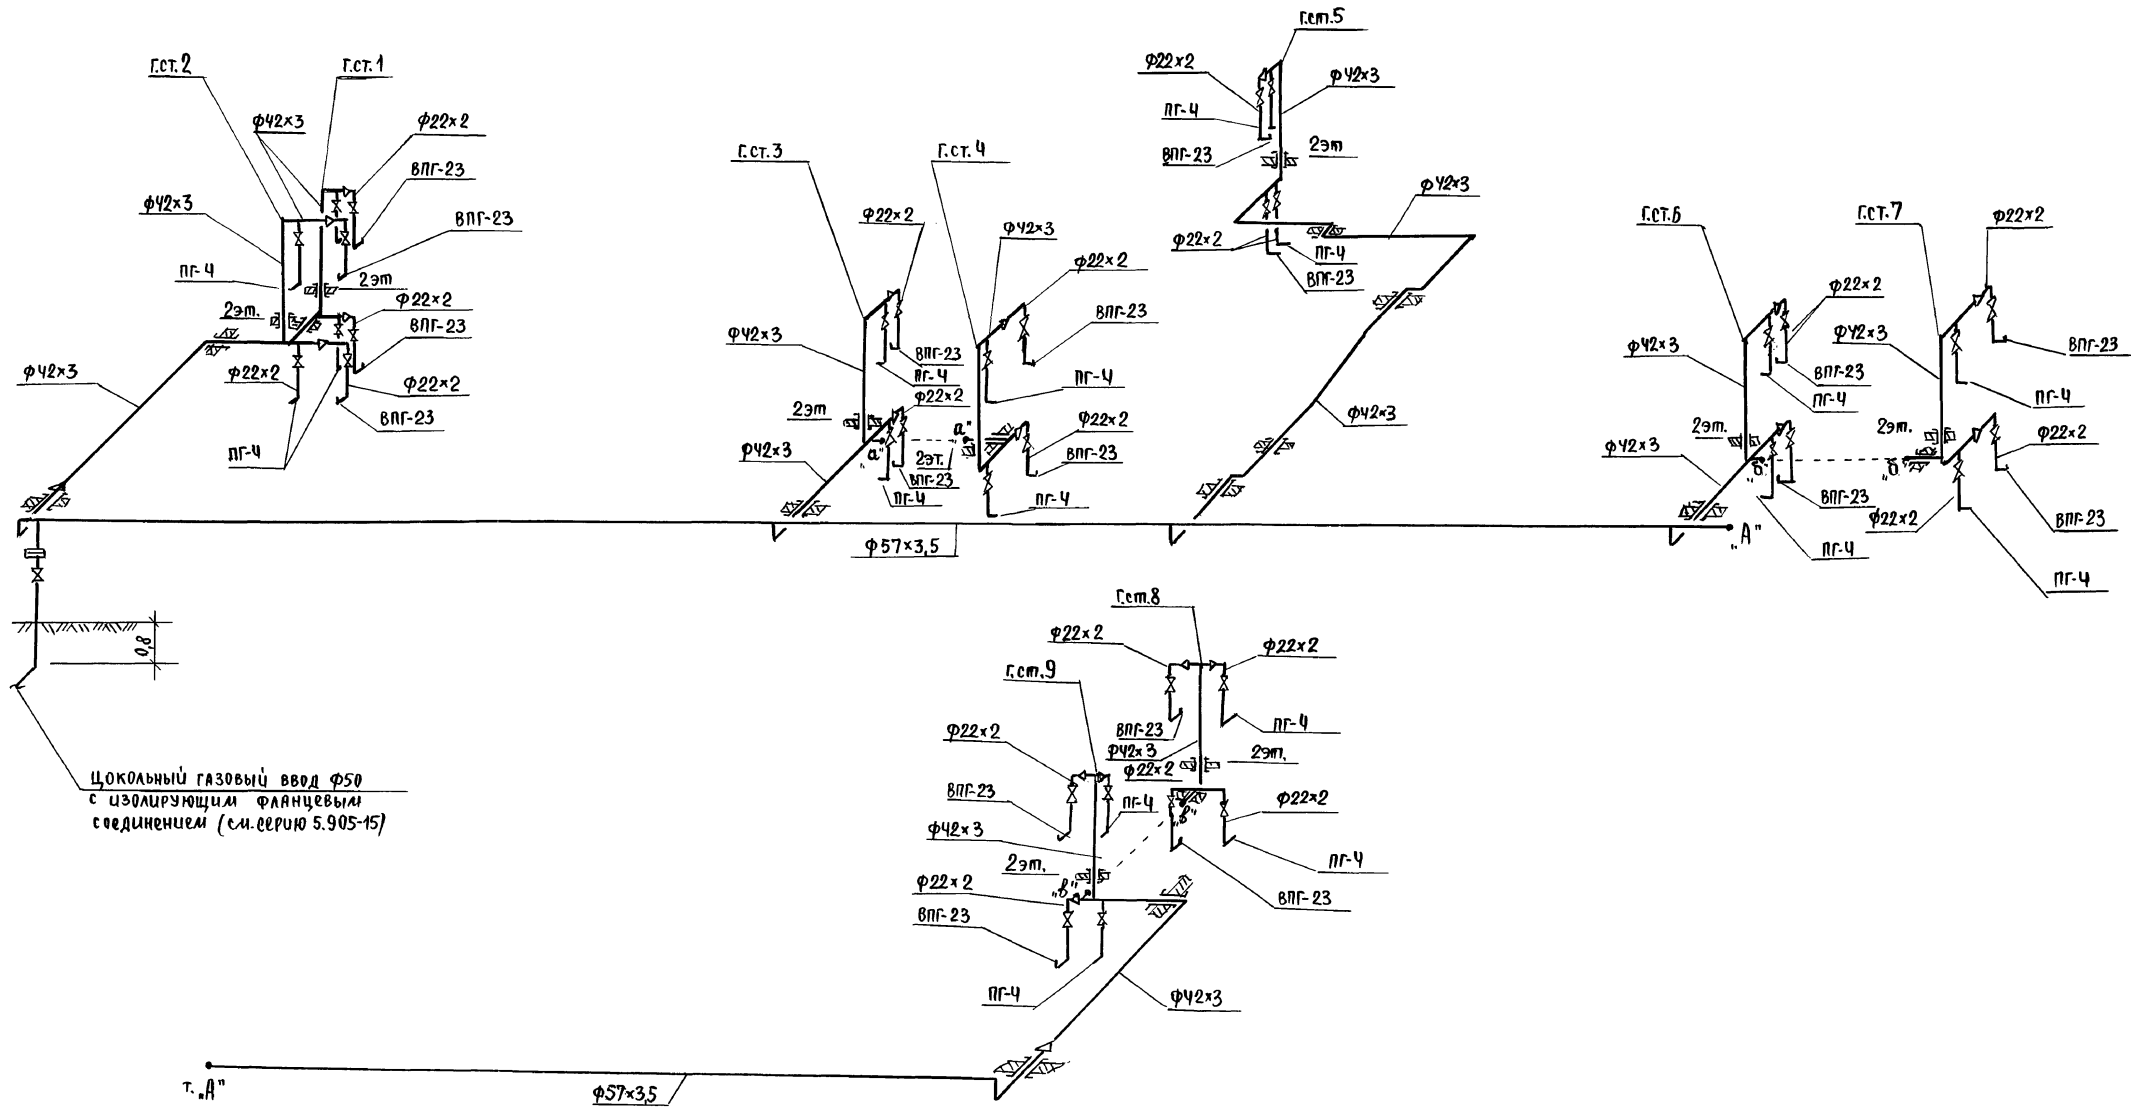 Г.ст.5
Г.СТ.2
Г.СТ.1
ф22×2
ф42×3
ПГ-4
ВПГ-23
2эт
ф42×3
ф22×2
ВПГ-23
ф42×3
ВПГ-23
ПГ-4
2эт
2эт.
ф22×2
ВПГ-23
ф42×3
ф22×2
ф22×2
ВПГ-23
ПГ-4
Г.СТ.3
Г.СТ.4
ф22×2
ф42×3
ф22×2
ВПГ-23
ф42×3
ВПГ-23
ПГ-4
ПГ-4
ф22×2
2эт
„а"
„а"
ф22×2
ф42×3
2эт.
ВПГ-23
ВПГ-23
ПГ-4
ПГ-4
ф42×3
ф22×2
ПГ-4
ВПГ-23
ф42×3
Г.СТ.6
Г.СТ.7
ф22×2
ф22×2
ф42×3
ф42×3
ВПГ-23
ВПГ-23
ПГ-4
ПГ-4
2эт.
2эт.
ф22×2
ф42×3
„б"
„б"
ВПГ-23
ф22×2
ВПГ-23
ПГ-4
ПГ-4
ф57×3,5
„А"
0,8
Цокольный газовый ввод ф50
с изолирующим фланцевым
соединением (см.серию 5.905-15)
Г.ст.8
ф22×2
ф22×2
Г.ст.9
ВПГ-23
ПГ-4
ф22×2
ф42×3
2эт.
ф22×2
ВПГ-23
ПГ-4
„в"
ф22×2
ф42×3
2эт.
ПГ-4
ф22×2
„в"
ВПГ-23
ВПГ-23
ПГ-4
ф42×3
т. „А"
ф57×3,5